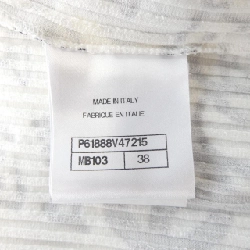 MADE IN ITALY
FABRIQUE EN ITALIE
P61888V47215
MB103 38